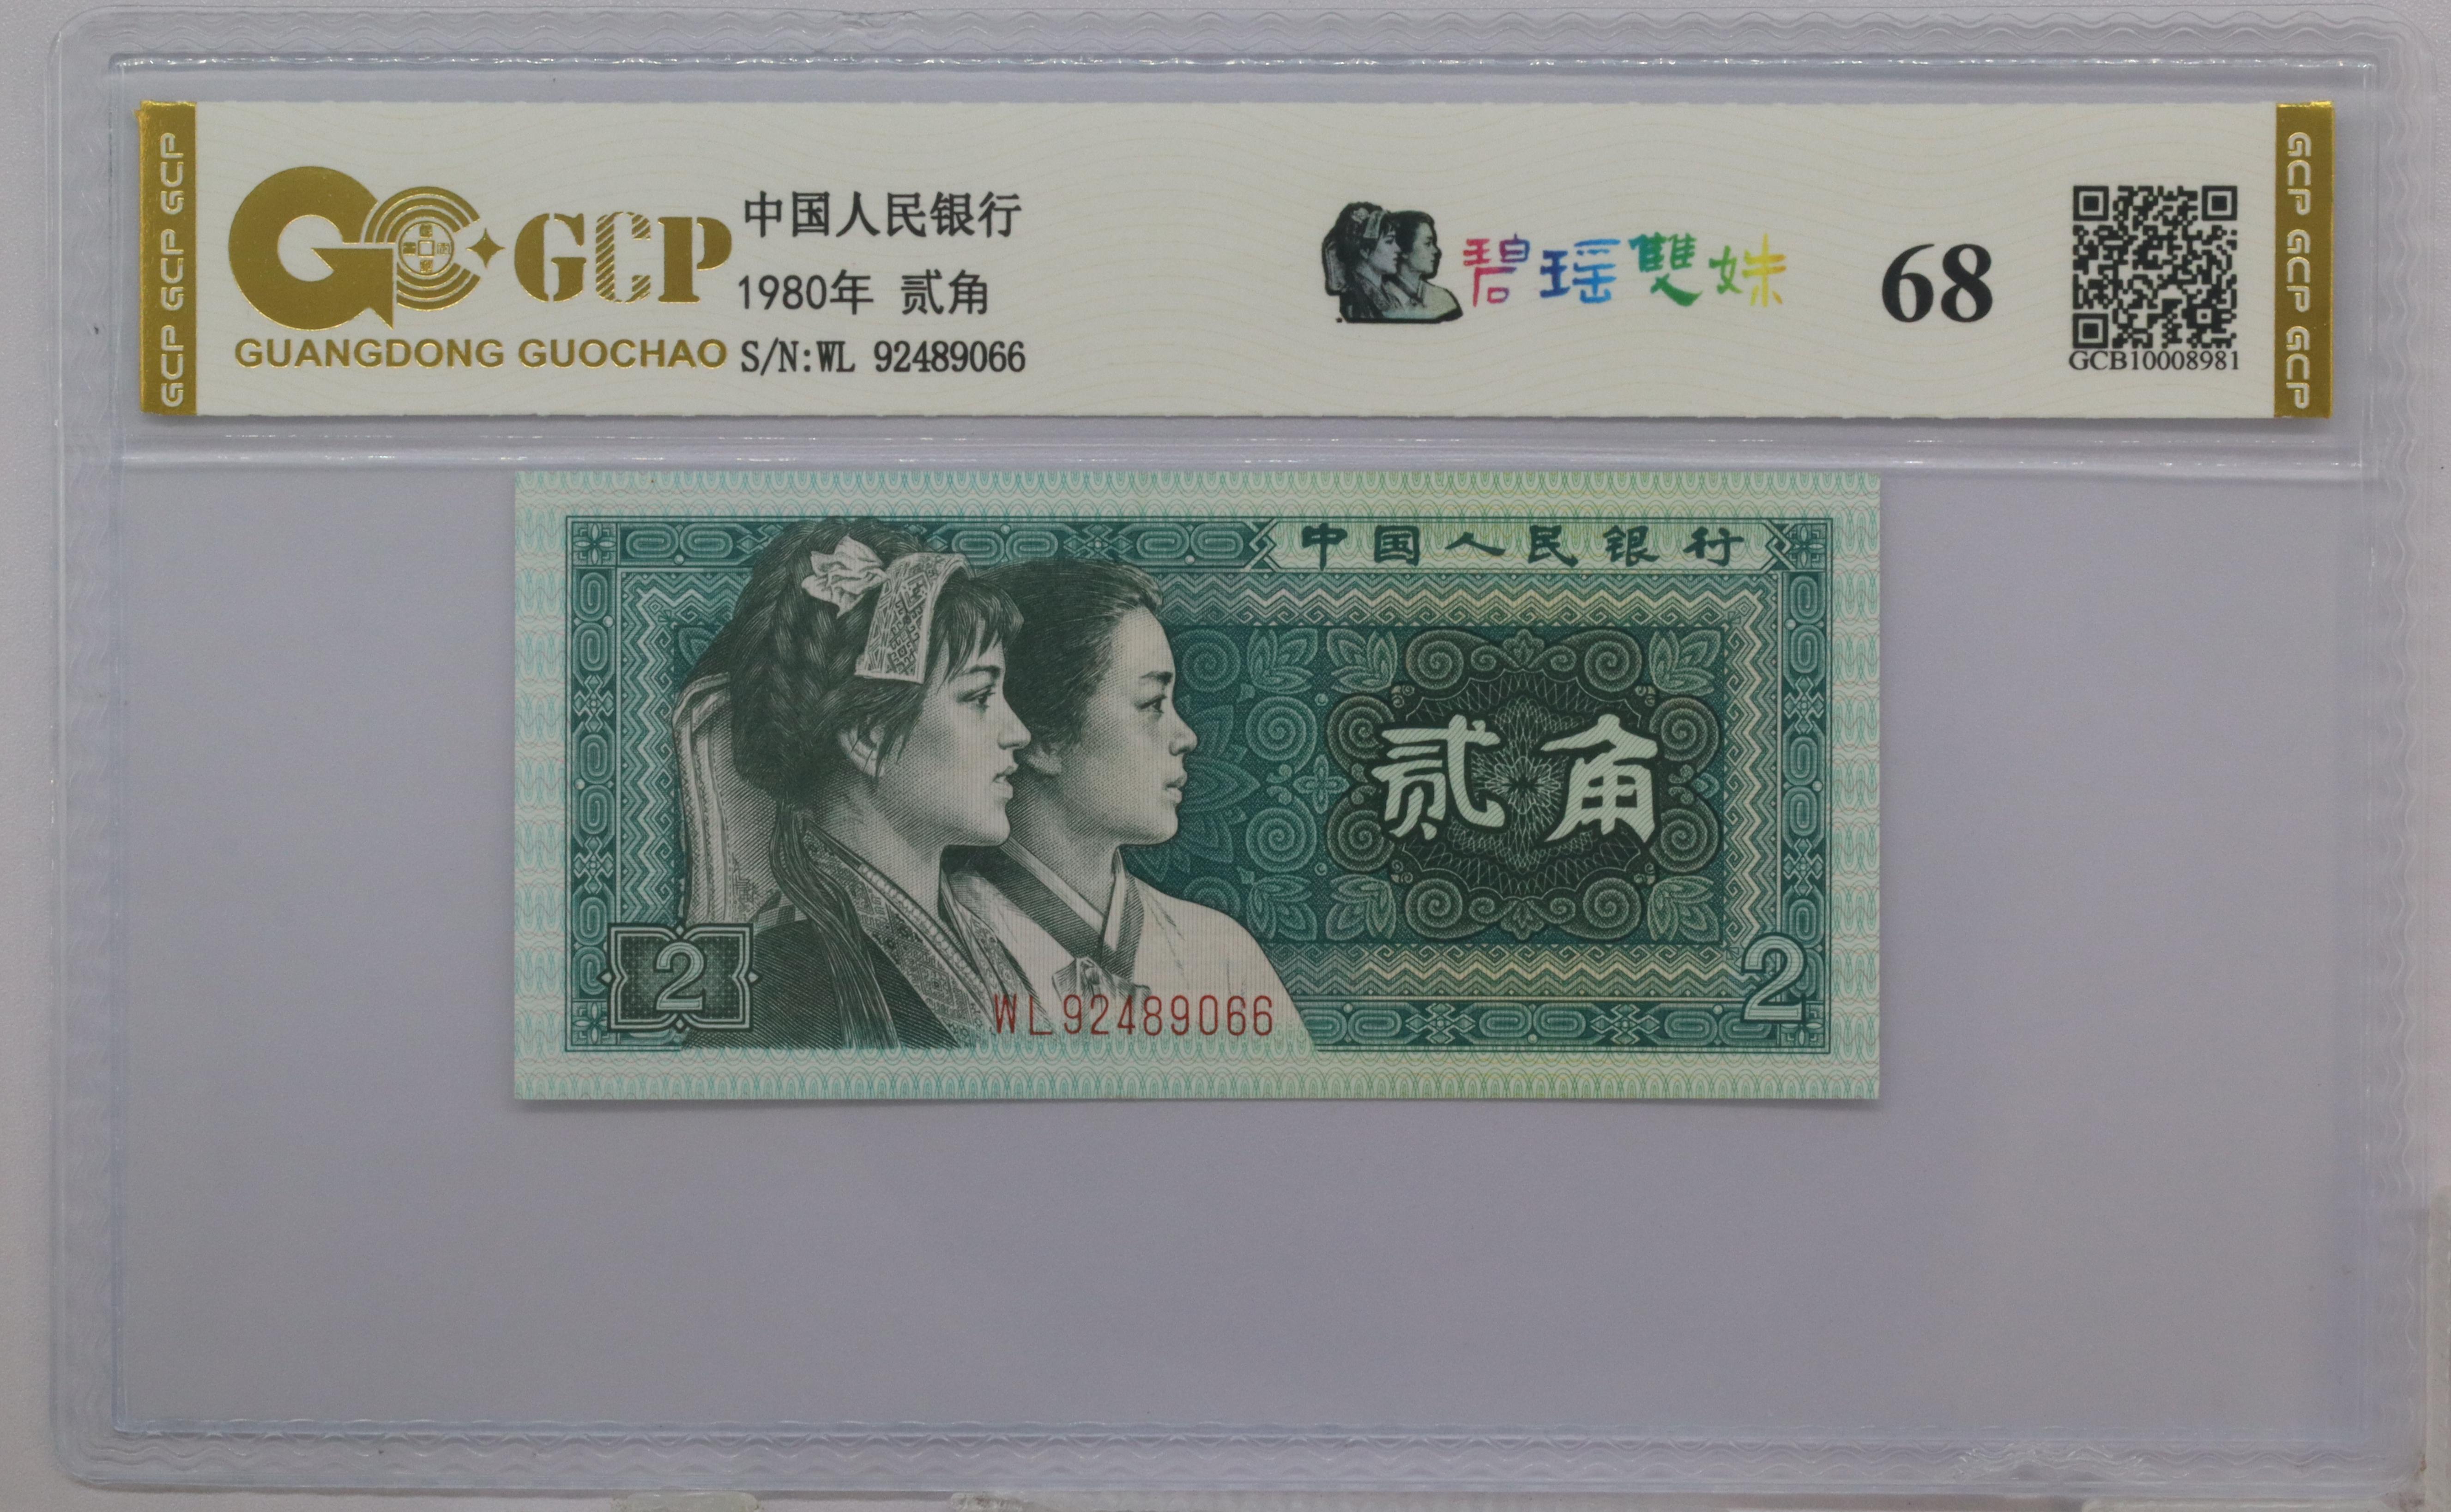 GCP GCP GCP
GCP
GUANGDONG GUOCHAO
中国人民银行
1980年 贰角
S/N:WL 92489066
碧瑶雙妹
68
GCB10008981
GCP GCP GCP
中国人民银行
贰角
2
WL92489066
2